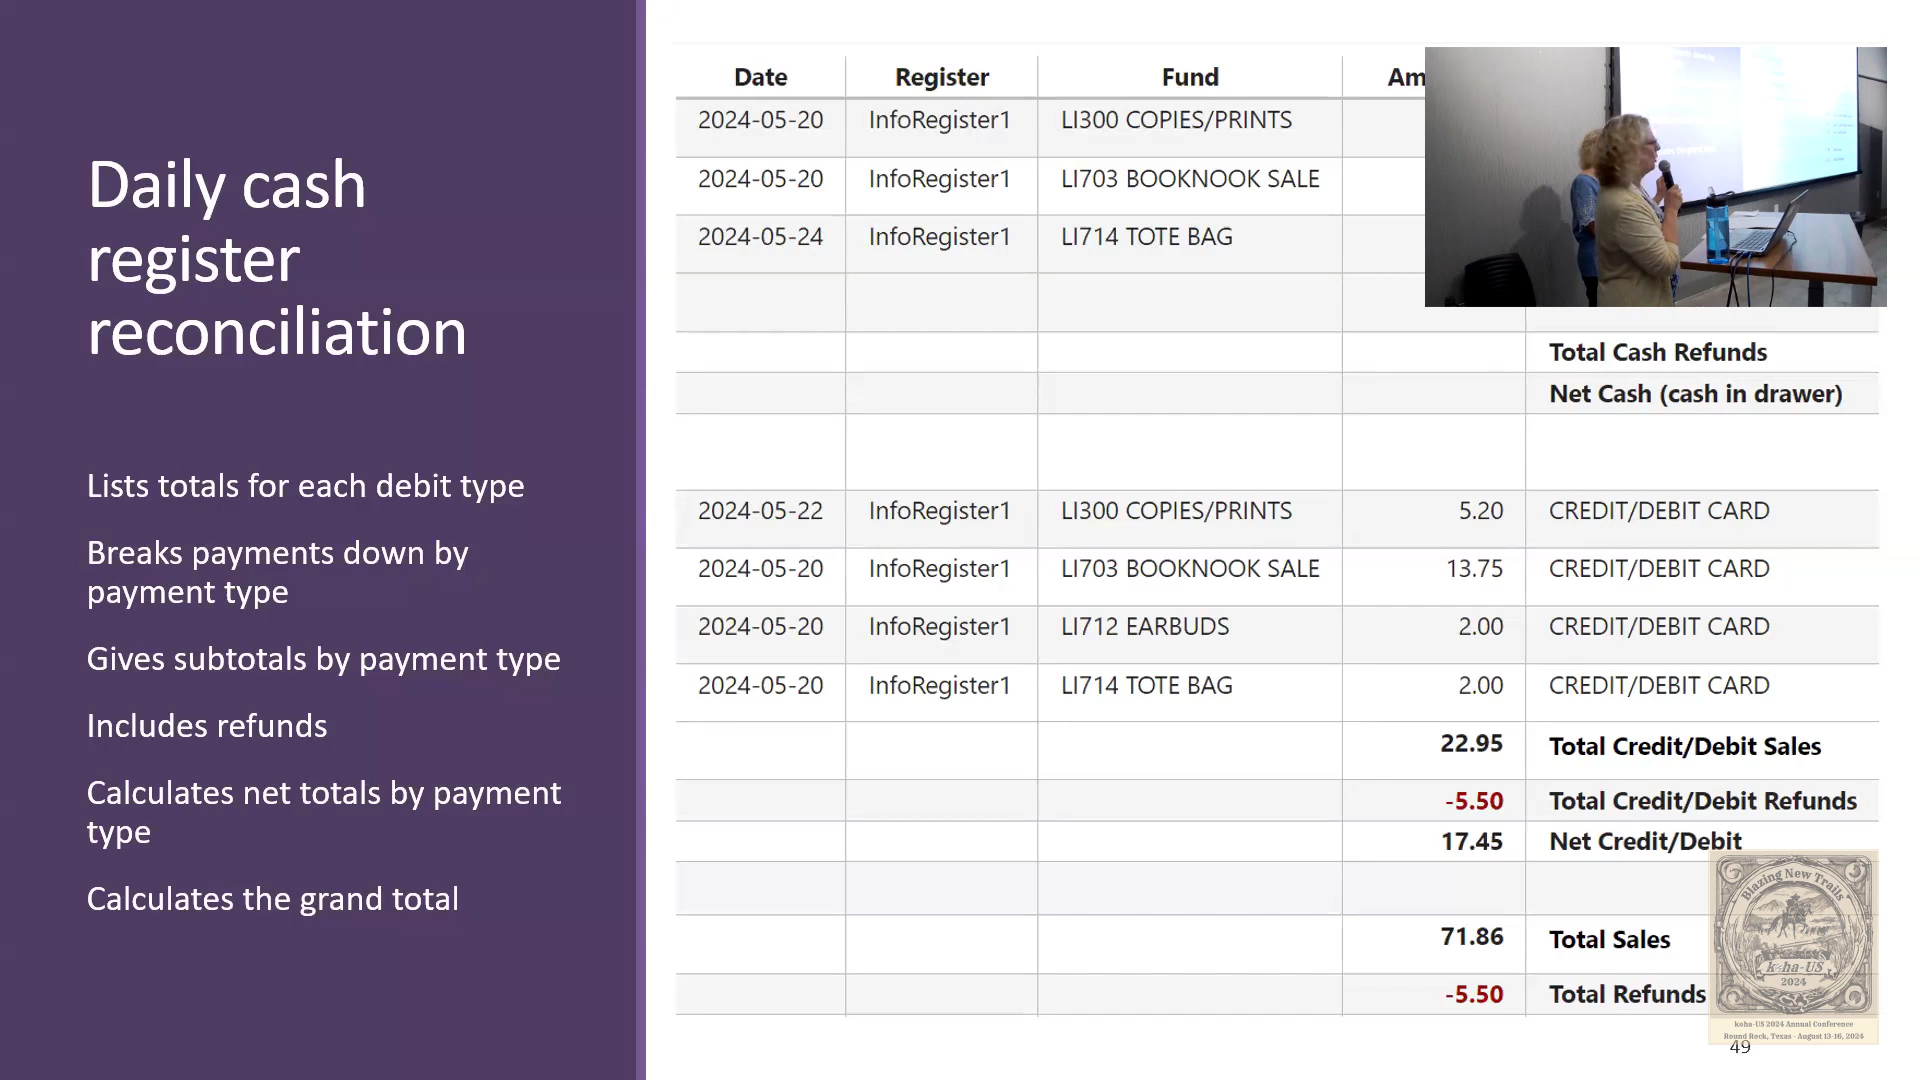 Daily cash
register
reconciliation
Lists totals for each debit type
Breaks payments down by
payment type
Gives subtotals by payment type
Includes refunds
Calculates net totals by payment
type
Calculates the grand total
Date Register Fund Am
2024-05-20 InfoRegister1 LI300 COPIES/PRINTS
2024-05-20 InfoRegister1 LI703 BOOKNOOK SALE
2024-05-24 InfoRegister1 LI714 TOTE BAG
Total Cash Refunds
Net Cash (cash in drawer)
2024-05-22 InfoRegister1 LI300 COPIES/PRINTS 5.20 CREDIT/DEBIT CARD
2024-05-20 InfoRegister1 LI703 BOOKNOOK SALE 13.75 CREDIT/DEBIT CARD
2024-05-20 InfoRegister1 LI712 EARBUDS 2.00 CREDIT/DEBIT CARD
2024-05-20 InfoRegister1 LI714 TOTE BAG 2.00 CREDIT/DEBIT CARD
22.95 Total Credit/Debit Sales
-5.50 Total Credit/Debit Refunds
17.45 Net Credit/Debit
71.86 Total Sales
-5.50 Total Refunds
Blazing New Trails
koha-US
2024
koha-US 2024 Annual Conference
Round Rock, Texas - August 13-16, 2024
49